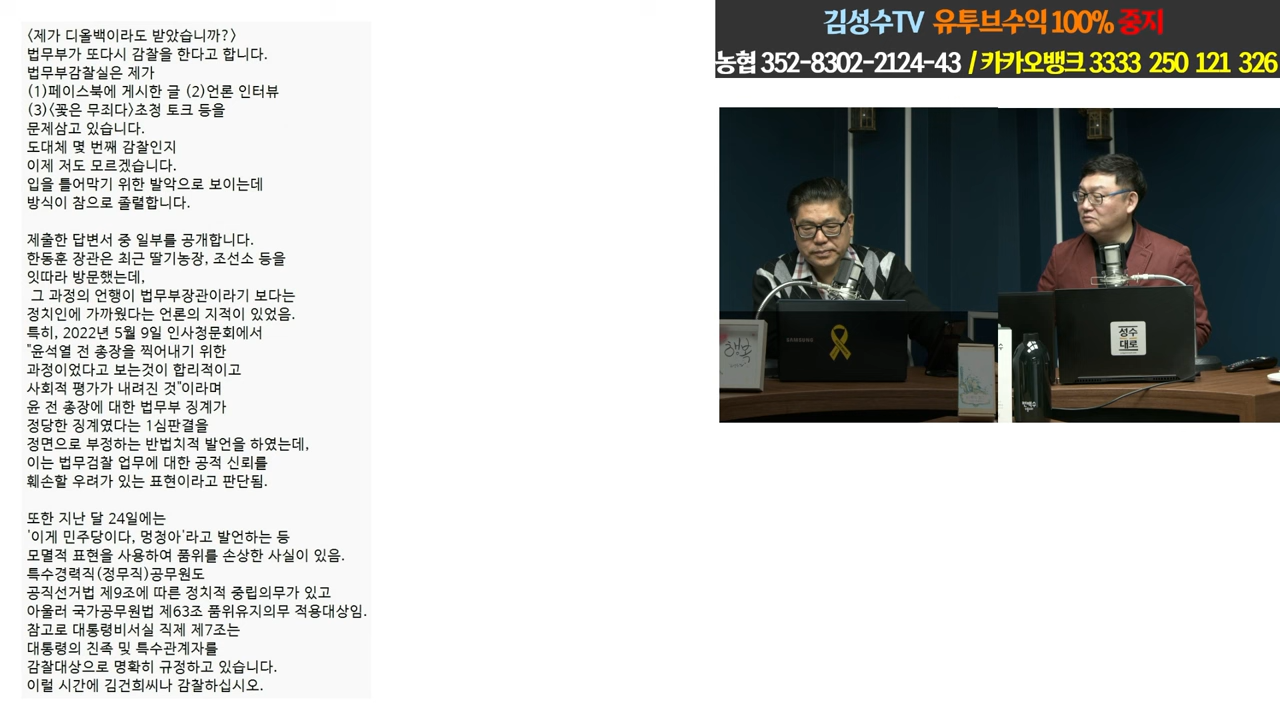 <제가 디올백이라도 받았습니까?>
법무부가 또다시 감찰을 한다고 합니다.
법무부감찰실은 제가
(1)페이스북에 게시한 글 (2)언론 인터뷰
(3)<꽃은 무죄다>초청 토크 등을
문제삼고 있습니다.
도대체 몇 번째 감찰인지
이제 저도 모르겠습니다.
입을 틀어막기 위한 발악으로 보이는데
방식이 참으로 졸렬합니다.
제출한 답변서 중 일부를 공개합니다.
한동훈 장관은 최근 딸기농장, 조선소 등을
잇따라 방문했는데,
그 과정의 언행이 법무부장관이라기 보다는
정치인에 가까웠다는 언론의 지적이 있었음.
특히, 2022년 5월 9일 인사청문회에서
"윤석열 전 총장을 찍어내기 위한
과정이었다고 보는것이 합리적이고
사회적 평가가 내려진 것"이라며
윤 전 총장에 대한 법무부 징계가
정당한 징계였다는 1심판결을
정면으로 부정하는 반법치적 발언을 하였는데,
이는 법무검찰 업무에 대한 공적 신뢰를
훼손할 우려가 있는 표현이라고 판단됨.
또한 지난 달 24일에는
'이게 민주당이다, 멍청아'라고 발언하는 등
모멸적 표현을 사용하여 품위를 손상한 사실이 있음.
특수경력직(정무직)공무원도
공직선거법 제9조에 따른 정치적 중립의무가 있고
아울러 국가공무원법 제63조 품위유지의무 적용대상임.
참고로 대통령비서실 직제 제7조는
대통령의 친족 및 특수관계자를
감찰대상으로 명확히 규정하고 있습니다.
이럴 시간에 김건희씨나 감찰하십시오.
김성수TV 유투브수익 100% 중지
농협 352-8302-2124-43 / 카카오뱅크 3333 250 121 326
SAMSUNG
행복
성수
대로